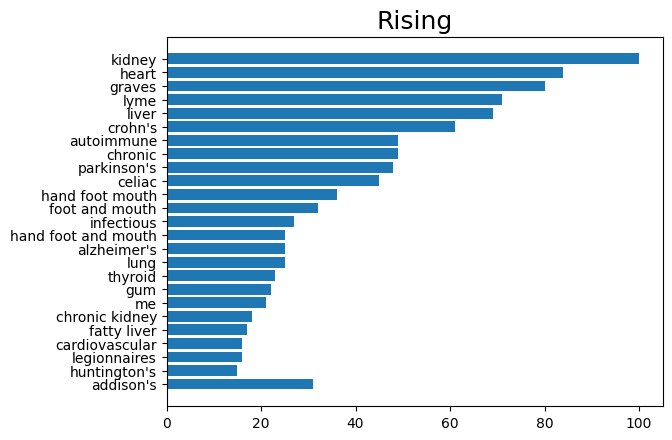 Rising
kidney
heart
graves
lyme
liver
crohn's
autoimmune
chronic
parkinson's
celiac
hand foot mouth
foot and mouth
infectious
hand foot and mouth
alzheimer's
lung
thyroid
gum
me
chronic kidney
fatty liver
cardiovascular
legionnaires
huntington's
addison's
0 20 40 60 80 100